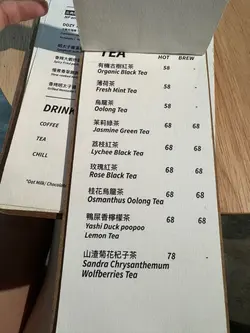 DOZY
DRINK
COFFEE
TEA
CHILL
*Oat Milk/ Chocolate
TEA HOT BREW
有機古樹紅茶 58 -
Organic Black Tea
薄荷茶 58
Fresh Mint Tea
烏龍茶 58 -
Oolong Tea
茉莉綠茶 68 68
Jasmine Green Tea
荔枝紅茶 68 68
Lychee Black Tea
玫瑰紅茶 68 68
Rose Black Tea
桂花烏龍茶 68 68
Osmanthus Oolong Tea
鴨屎香檸檬茶 68 68
Yashi Duck poopoo
Lemon Tea
山渣菊花杞子茶 78
Sandra Chrysanthemum
Wolfberries Tea